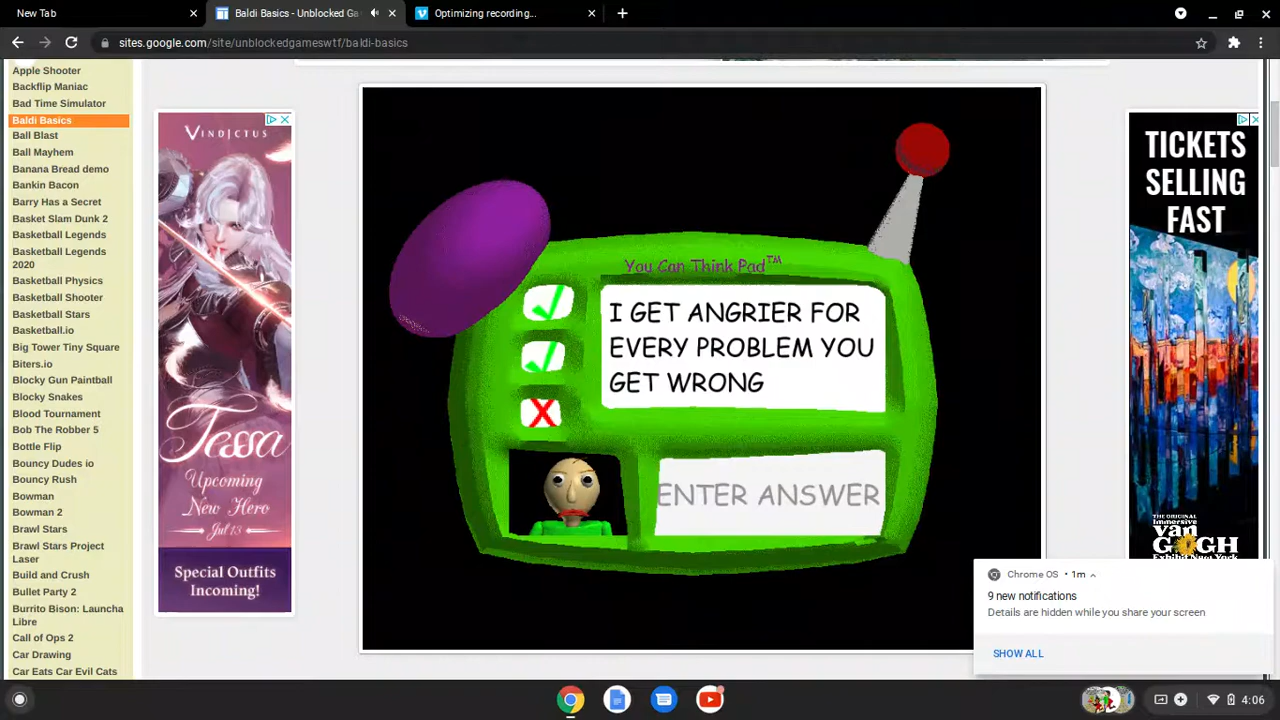 New Tab
Baldi Basics - Unblocked Ga
Optimizing recording...
sites.google.com/site/unblockedgameswtf/baldi-basics
Apple Shooter
Backflip Maniac
Bad Time Simulator
Baldi Basics
Ball Blast
Ball Mayhem
Banana Bread demo
Bankin Bacon
Barry Has a Secret
Basket Slam Dunk 2
Basketball Legends
Basketball Legends
2020
Basketball Physics
Basketball Shooter
Basketball Stars
Basketball.io
Big Tower Tiny Square
Biters.io
Blocky Gun Paintball
Blocky Snakes
Blood Tournament
Bob The Robber 5
Bottle Flip
Bouncy Dudes io
Bouncy Rush
Bowman
Bowman 2
Brawl Stars
Brawl Stars Project
Laser
Build and Crush
Bullet Party 2
Burrito Bison: Launcha
Libre
Call of Ops 2
Car Drawing
Car Eats Car Evil Cats
VINDICTUS
Tessa
Upcoming
New Hero
Jul 13
Special Outfits
Incoming!
You Can Think Pad™
I GET ANGRIER FOR
EVERY PROBLEM YOU
GET WRONG
ENTER ANSWER
TICKETS
SELLING
FAST
THE ORIGINAL
Immersive
van
GOGH
Exhibit New York
Chrome OS • 1m
9 new notifications
Details are hidden while you share your screen
SHOW ALL
4:06